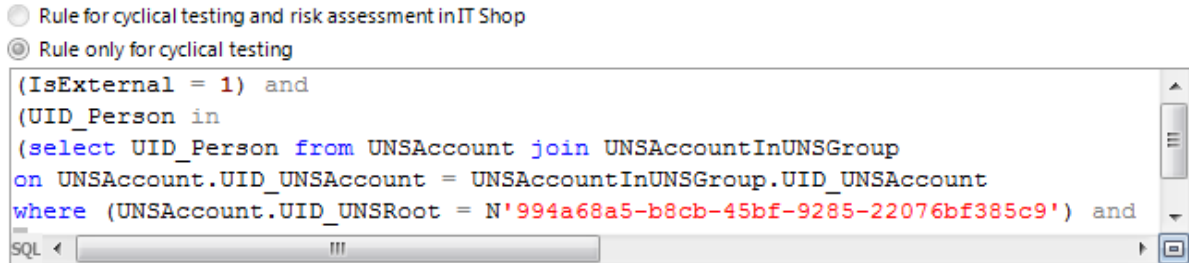 Rule for cyclical testing and risk assessment in IT Shop
Rule only for cyclical testing
(IsExternal = 1) and
(UID_Person in
(select UID_Person from UNSAccount join UNSAccountInUNSGroup
on UNSAccount.UID_UNSAccount = UNSAccountInUNSGroup.UID_UNSAccount
where (UNSAccount.UID_UNSRoot = N'994a68a5-b8cb-45bf-9285-22076bf385c9') and
SQL